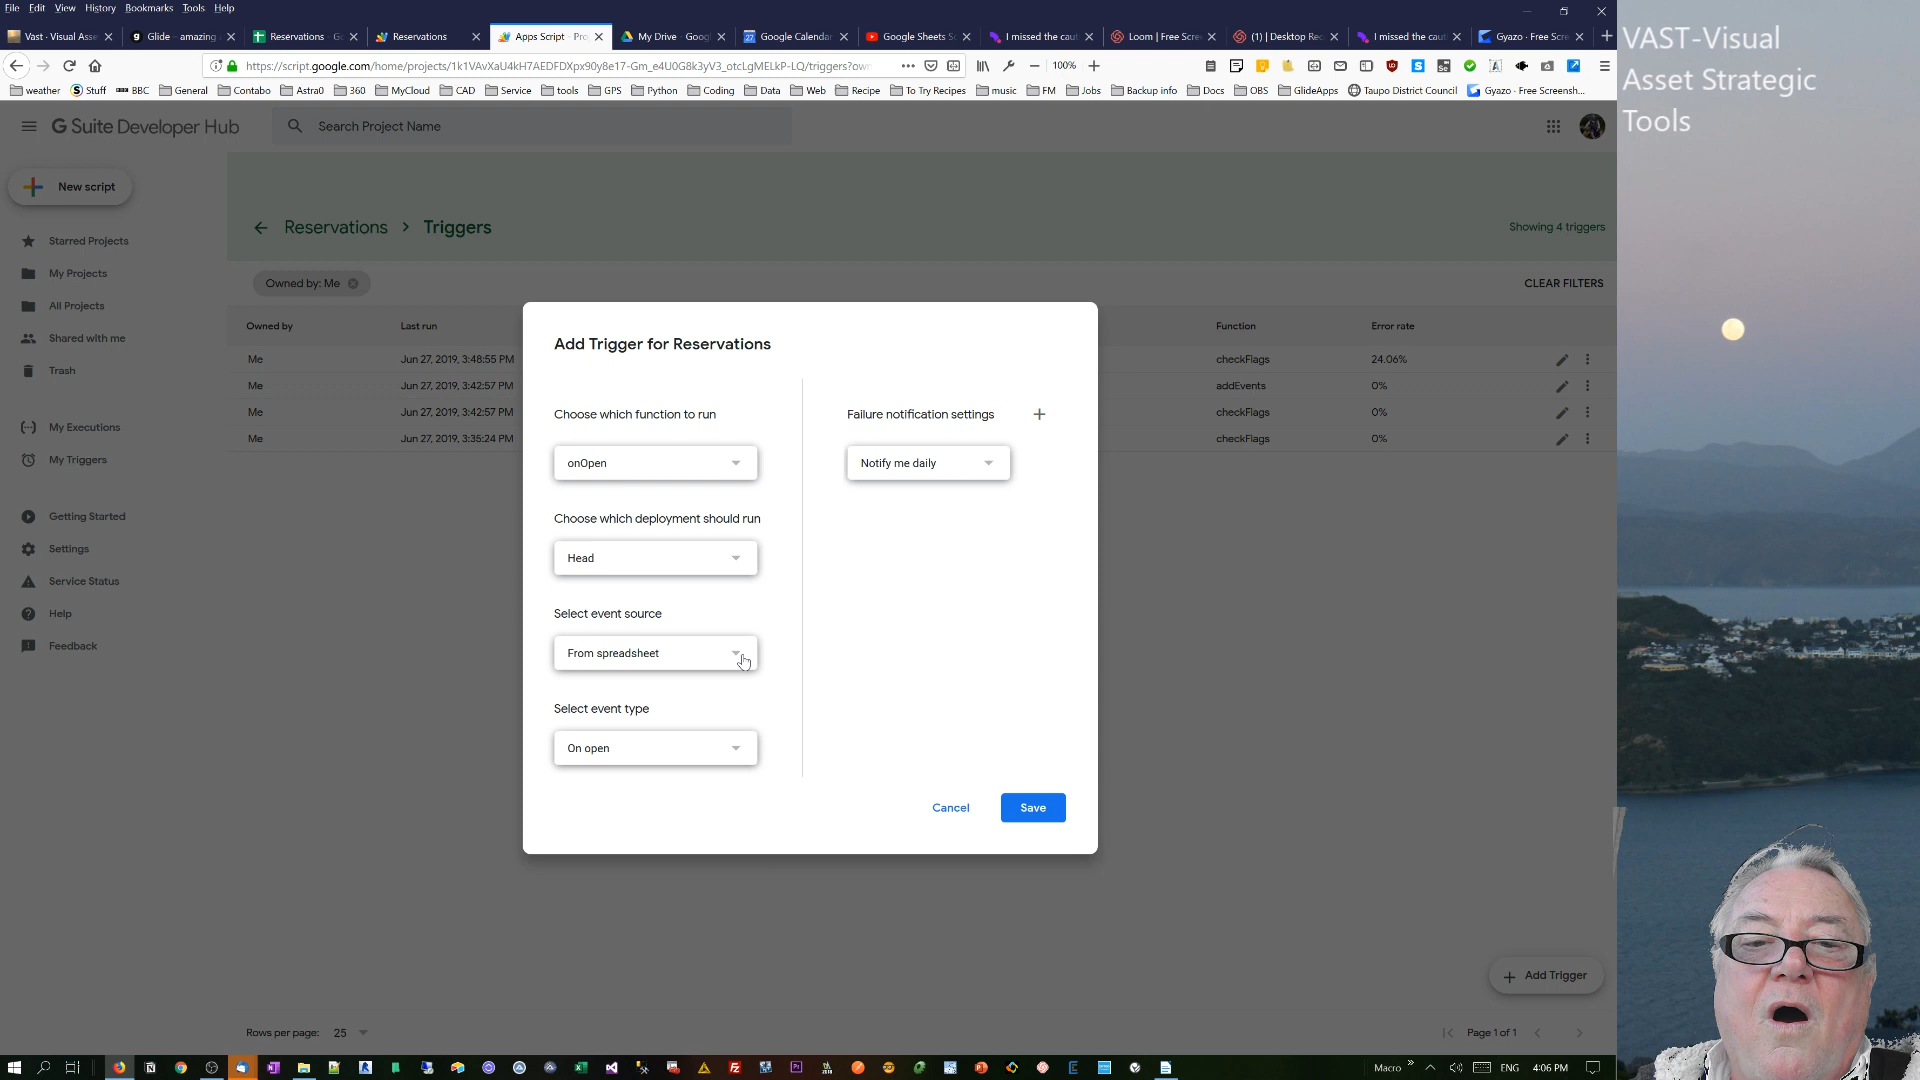 File Edit View History Bookmarks Tools Help
Vast - Visual Asse
Glide - amazing
Reservations - Go
Reservations
Apps Script - Pro
My Drive - Goog
Google Calendar
Google Sheets Sc
I missed the caut
Loom | Free Scre
(1) | Desktop Rec
I missed the caut
Gyazo - Free Scre
https://script.google.com/home/projects/1k1VAvXaU4kH7AEDFDXpx90y8e17-Gm_e4U0G8k3yV3_otcLgMELkP-LQ/triggers?own
100%
weather Stuff BBC General Contabo Astra0 360 MyCloud CAD Service tools GPS Python Coding Data Web Recipe To Try Recipes music FM Jobs Backup info Docs OBS GlideApps Taupo District Council Gyazo - Free Screensh...
G Suite Developer Hub
Search Project Name
New script
Starred Projects
My Projects
All Projects
Shared with me
Trash
My Executions
My Triggers
Getting Started
Settings
Service Status
Help
Feedback
Reservations > Triggers
Showing 4 triggers
Owned by: Me
CLEAR FILTERS
Owned by Last run Function Error rate
Me Jun 27, 2019, 3:48:55 PM checkFlags 24.06%
Me Jun 27, 2019, 3:42:57 PM addEvents 0%
Me Jun 27, 2019, 3:42:57 PM checkFlags 0%
Me Jun 27, 2019, 3:35:24 PM checkFlags 0%
Add Trigger for Reservations
Choose which function to run
onOpen
Choose which deployment should run
Head
Select event source
From spreadsheet
Select event type
On open
Failure notification settings
Notify me daily
Cancel
Save
Add Trigger
Rows per page: 25
Page 1 of 1
Macro
ENG
4:06 PM
VAST-Visual
Asset Strategic
Tools